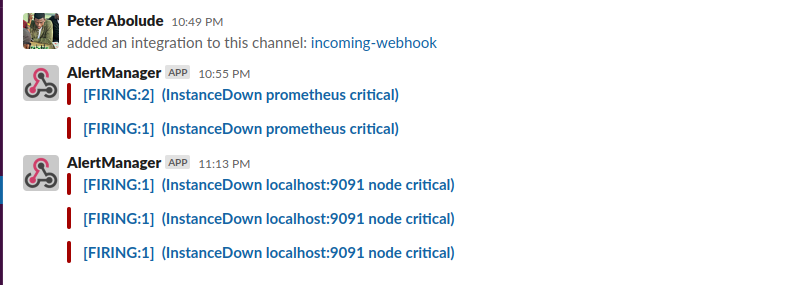 Peter Abolude 10:49 PM
added an integration to this channel: incoming-webhook
AlertManager APP 10:55 PM
[FIRING:2] (InstanceDown prometheus critical)
[FIRING:1] (InstanceDown prometheus critical)
AlertManager APP 11:13 PM
[FIRING:1] (InstanceDown localhost:9091 node critical)
[FIRING:1] (InstanceDown localhost:9091 node critical)
[FIRING:1] (InstanceDown localhost:9091 node critical)